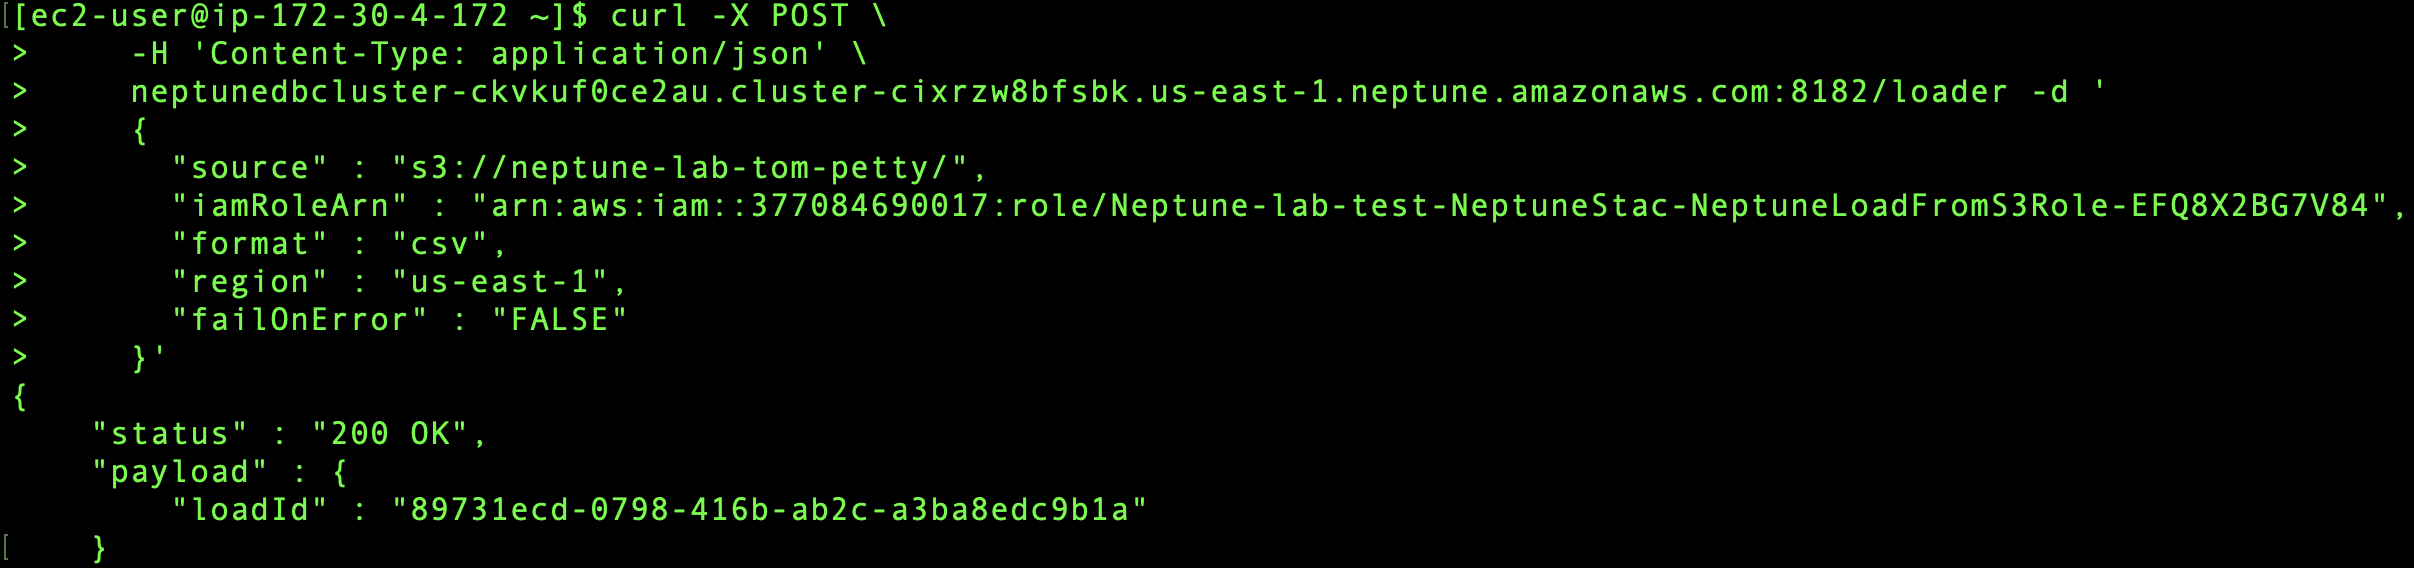 [[ec2-user@ip-172-30-4-172 ~]$ curl -X POST \
>     -H 'Content-Type: application/json' \
>     neptunedbcluster-ckvkuf0ce2au.cluster-cixrzw8bfsbk.us-east-1.neptune.amazonaws.com:8182/loader -d '
>     {
>       "source" : "s3://neptune-lab-tom-petty/",
>       "iamRoleArn" : "arn:aws:iam::377084690017:role/Neptune-lab-test-NeptuneStac-NeptuneLoadFromS3Role-EFQ8X2BG7V84",
>       "format" : "csv",
>       "region" : "us-east-1",
>       "failOnError" : "FALSE"
>     }'
{
    "status" : "200 OK",
    "payload" : {
        "loadId" : "89731ecd-0798-416b-ab2c-a3ba8edc9b1a"
[    }